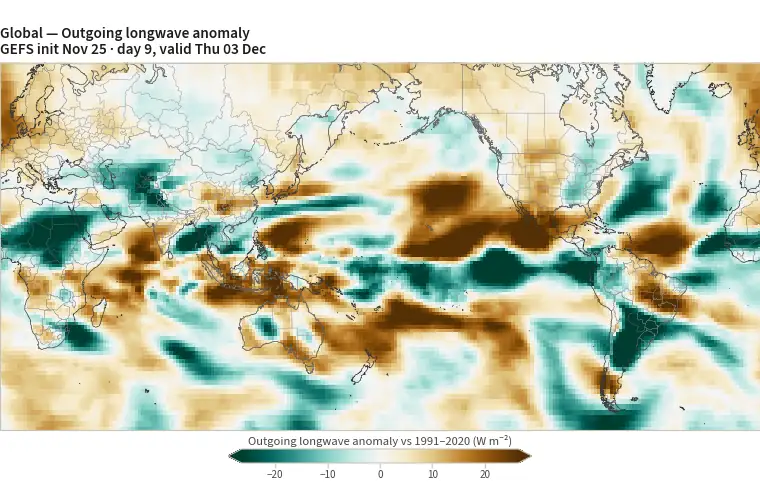 Global — Outgoing longwave anomaly
GEFS init Nov 25 · day 9, valid Thu 03 Dec
Outgoing longwave anomaly vs 1991–2020 (W m⁻²)
−20 −10 0 10 20